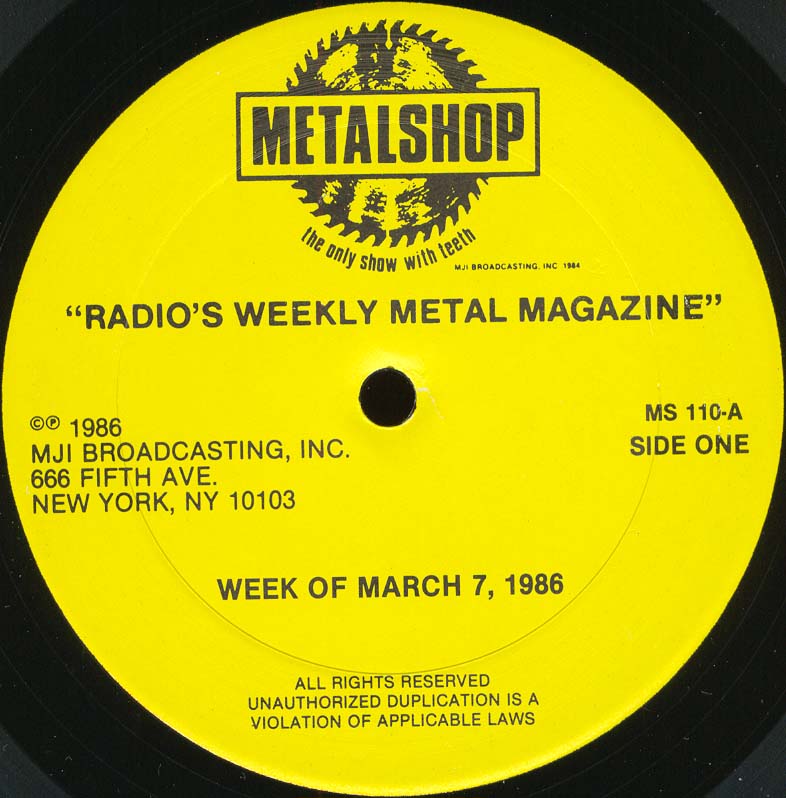 METALSHOP
the only show with teeth
MJI BROADCASTING, INC 1984
“RADIO'S WEEKLY METAL MAGAZINE”
©℗ 1986
MJI BROADCASTING, INC.
666 FIFTH AVE.
NEW YORK, NY 10103
MS 110-A
SIDE ONE
WEEK OF MARCH 7, 1986
ALL RIGHTS RESERVED
UNAUTHORIZED DUPLICATION IS A
VIOLATION OF APPLICABLE LAWS